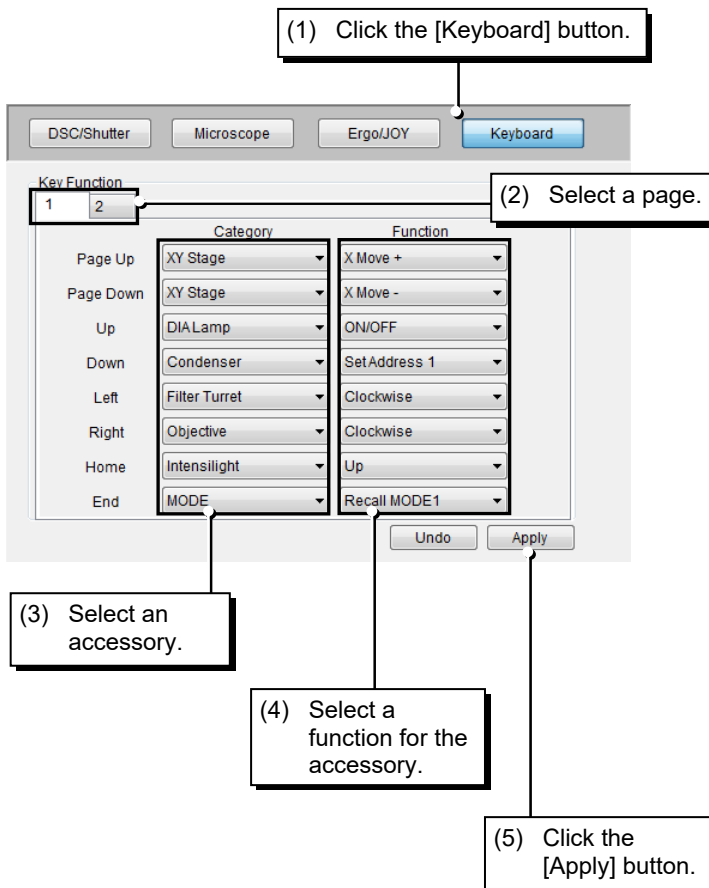 (1) Click the [Keyboard] button.
DSC/Shutter Microscope Ergo/JOY Keyboard
Key Function
1 2
(2) Select a page.
Category Function
Page Up XY Stage X Move +
Page Down XY Stage X Move -
Up DIA Lamp ON/OFF
Down Condenser Set Address 1
Left Filter Turret Clockwise
Right Objective Clockwise
Home Intensilight Up
End MODE Recall MODE1
Undo Apply
(3) Select an
accessory.
(4) Select a
function for the
accessory.
(5) Click the
[Apply] button.